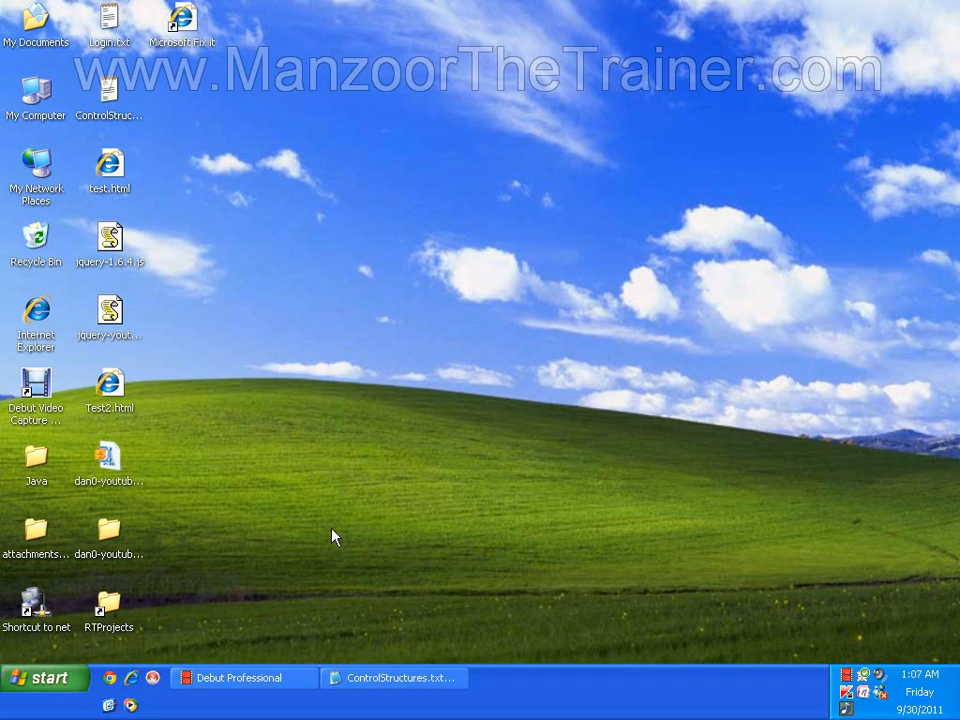 www.ManzoorTheTrainer.com
My Documents
Login.txt
Microsoft Fix it
My Computer
ControlStruc...
My Network
Places
test.html
Recycle Bin
jquery-1.6.4.js
Internet
Explorer
jquery-yout...
Debut Video
Capture ...
Test2.html
Java
dan0-youtub...
attachments...
dan0-youtub...
Shortcut to net
RTProjects
start
Debut Professional
ControlStructures.txt...
1:07 AM
Friday
9/30/2011